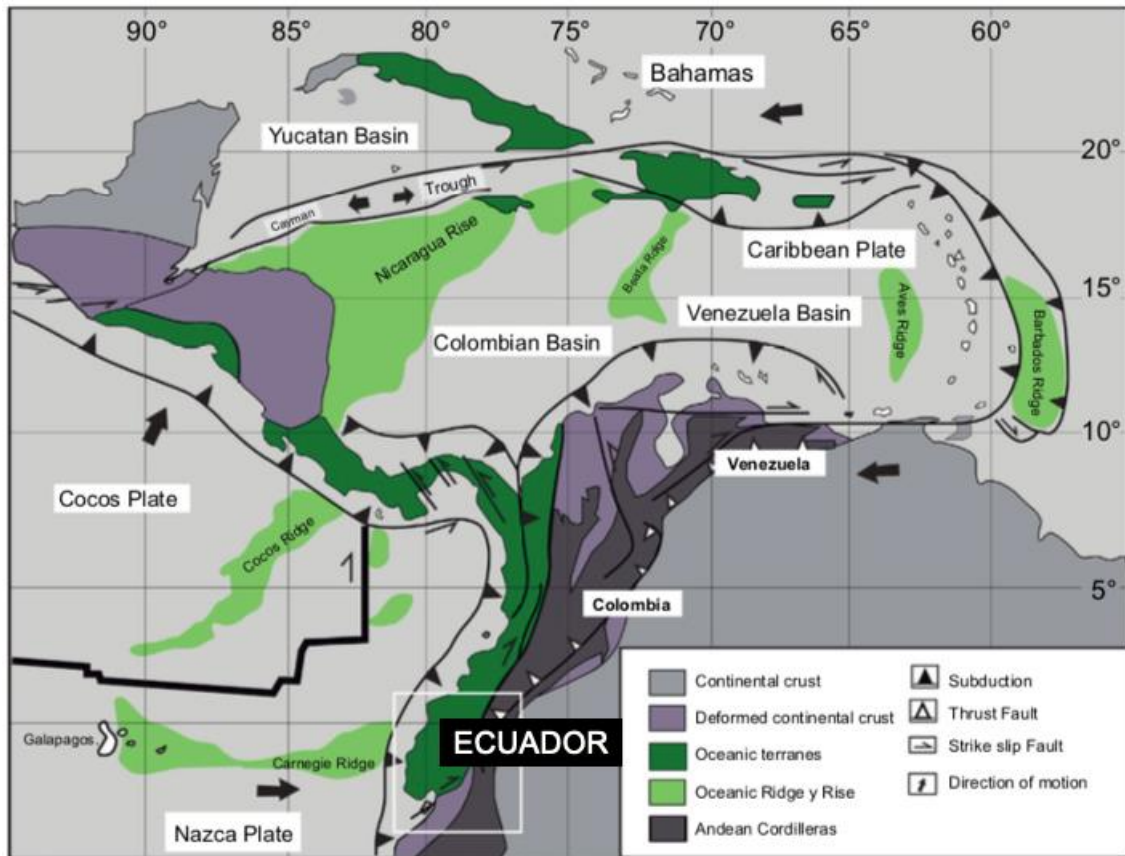 90°
85°
80°
75°
70°
65°
60°
Bahamas
Yucatan Basin
20°
Trough
Cayman
Nicaragua Rise
Beata Ridge
Caribbean Plate
15°
Venezuela Basin
Aves Ridge
Barbados Ridge
Colombian Basin
10°
Venezuela
Cocos Plate
Cocos Ridge
5°
Colombia
Galapagos
Carnegie Ridge
ECUADOR
Nazca Plate
Continental crust
Deformed continental crust
Oceanic terranes
Oceanic Ridge y Rise
Andean Cordilleras
Subduction
Thrust Fault
Strike slip Fault
Direction of motion